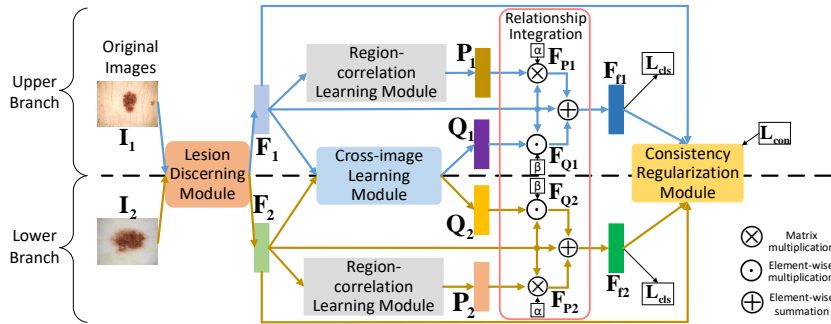 Relationship
Integration
Original
Images
Upper
Branch
I1
Region-
correlation
Learning Module
P1
α
FP1
Ff1
Lcls
F1
Lesion
Discerning
Module
Cross-image
Learning
Module
Q1
FQ1
β
β
FQ2
Q2
Consistency
Regularization
Module
Lcon
I2
F2
Lower
Branch
Region-
correlation
Learning Module
P2
α
FP2
Ff2
Lcls
Matrix
multiplication
Element-wise
multiplication
Element-wise
summation